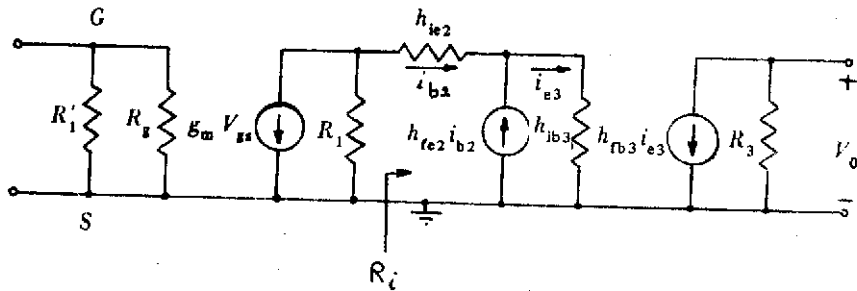 h_ie2
G
i_b2
i_e3
+
R'_1
R_g
g_m V_gs
R_1
h_fe2 i_b2
h_ib3
h_fb3 i_e3
R_3
V_0
−
S
R_i